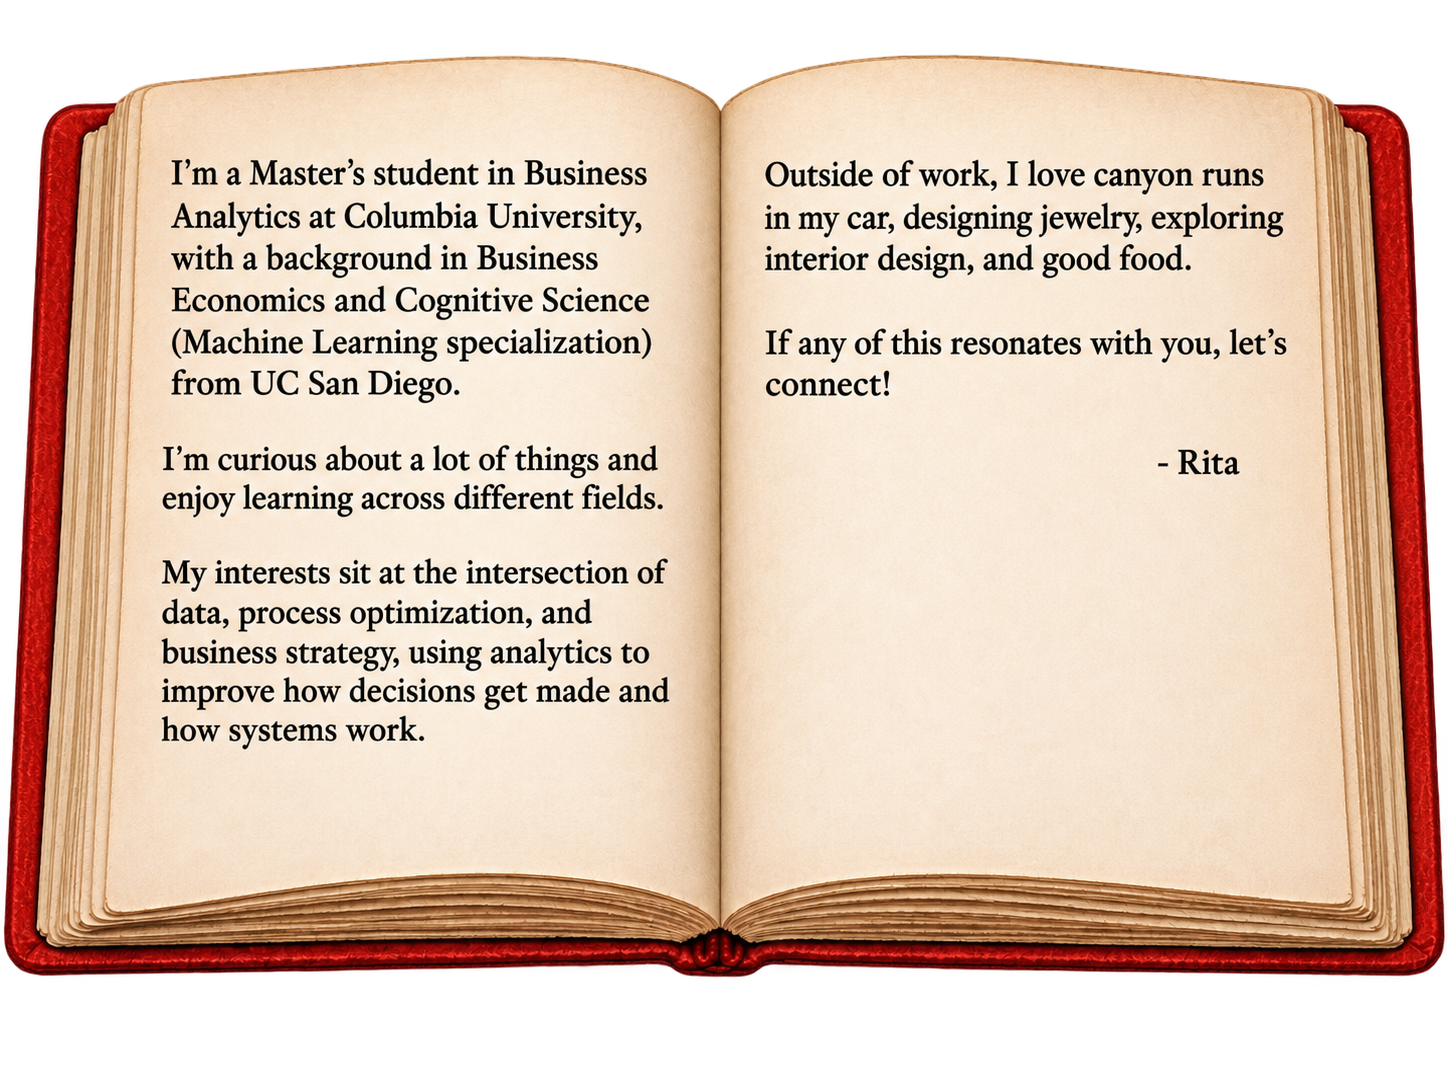 I’m a Master’s student in Business
Analytics at Columbia University,
with a background in Business
Economics and Cognitive Science
(Machine Learning specialization)
from UC San Diego.
I’m curious about a lot of things and
enjoy learning across different fields.
My interests sit at the intersection of
data, process optimization, and
business strategy, using analytics to
improve how decisions get made and
how systems work.
Outside of work, I love canyon runs
in my car, designing jewelry, exploring
interior design, and good food.
If any of this resonates with you, let’s
connect!
- Rita